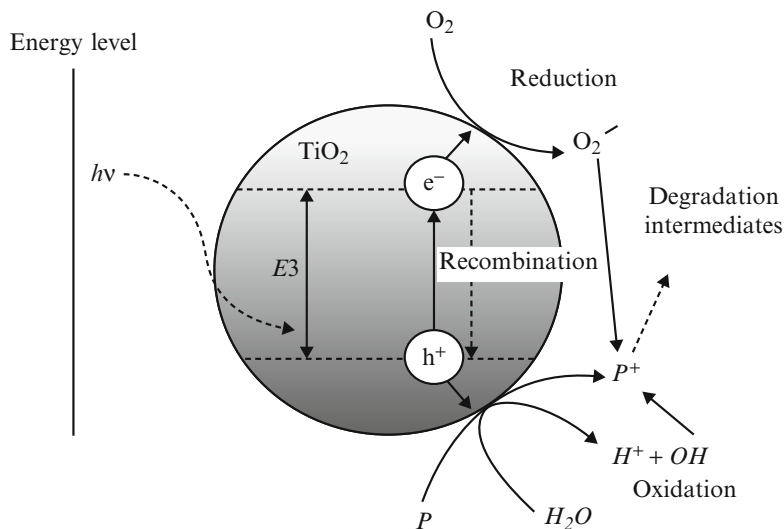 O₂
Energy level
Reduction
TiO₂
O₂⁻
hν
e⁻
Degradation
intermediates
E3
Recombination
h⁺
P⁺
H⁺ + OH
Oxidation
P
H₂O